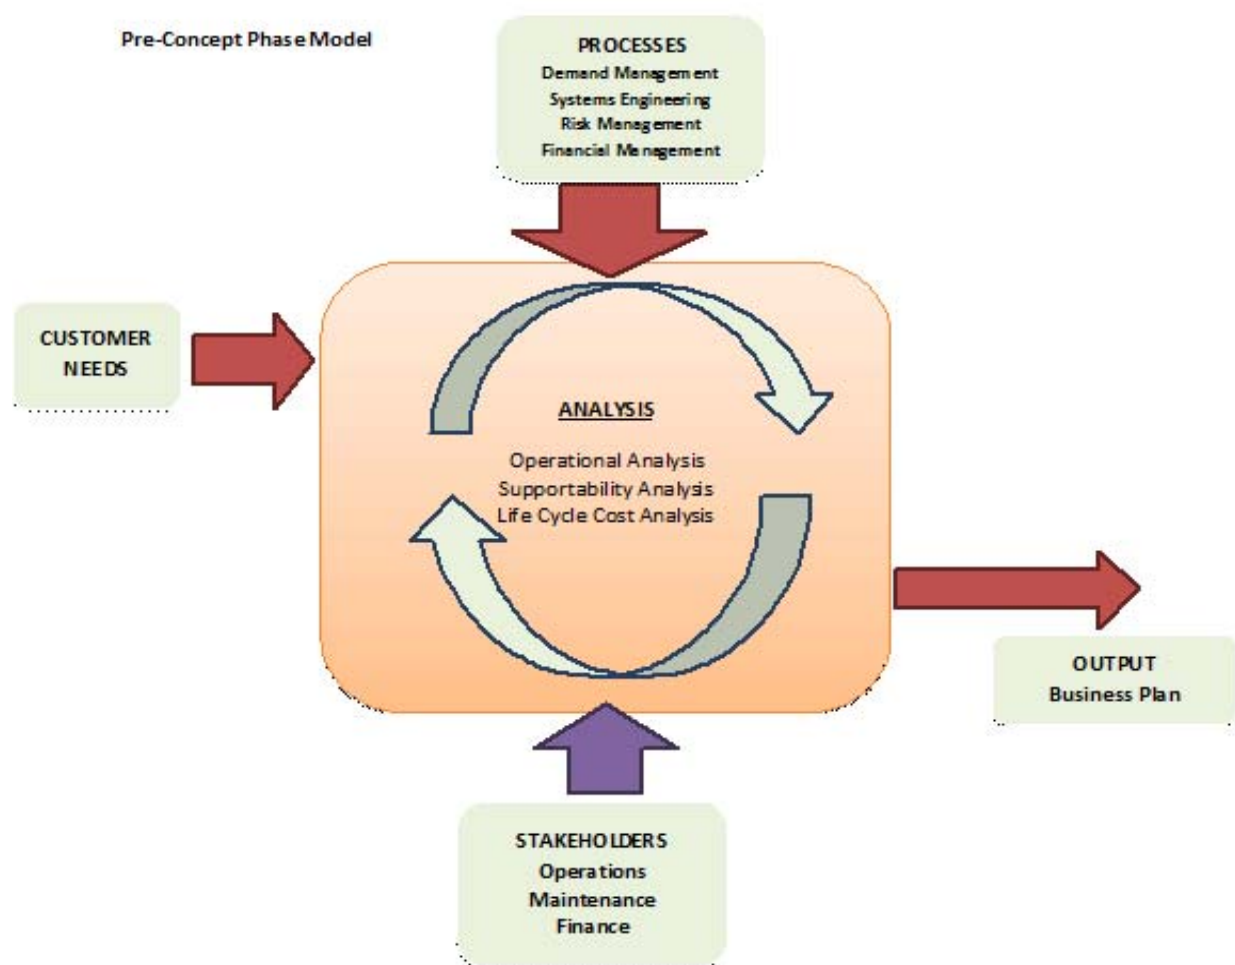 Pre-Concept Phase Model
PROCESSES
Demand Management
Systems Engineering
Risk Management
Financial Management
CUSTOMER
NEEDS
ANALYSIS
Operational Analysis
Supportability Analysis
Life Cycle Cost Analysis
OUTPUT
Business Plan
STAKEHOLDERS
Operations
Maintenance
Finance